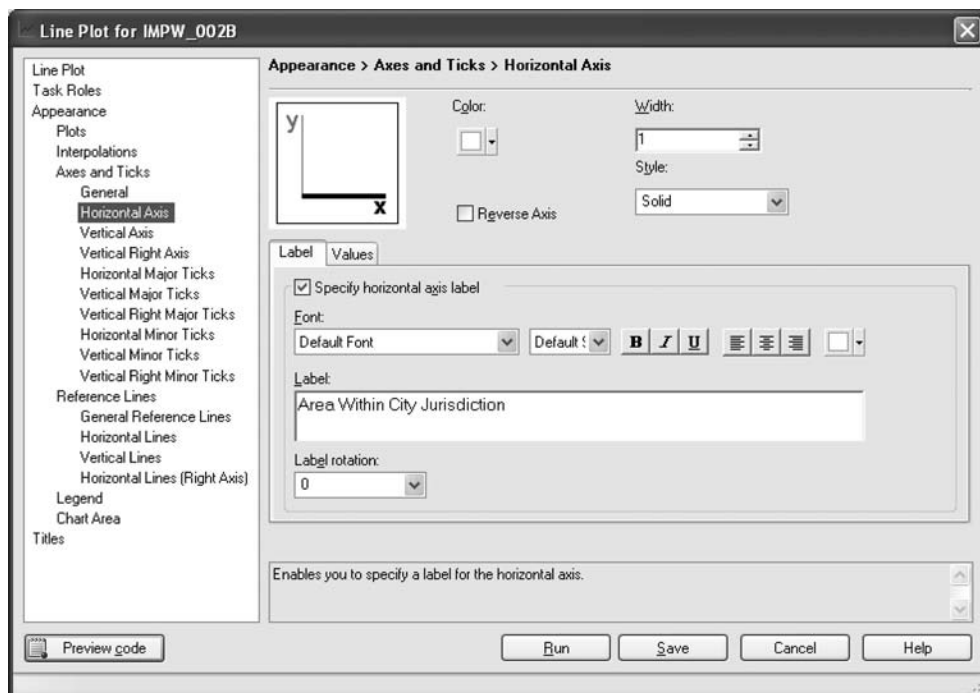 Line Plot for IMPW_002B
Line Plot
Task Roles
Appearance
Plots
Interpolations
Axes and Ticks
General
Horizontal Axis
Vertical Axis
Vertical Right Axis
Horizontal Major Ticks
Vertical Major Ticks
Vertical Right Major Ticks
Horizontal Minor Ticks
Vertical Minor Ticks
Vertical Right Minor Ticks
Reference Lines
General Reference Lines
Horizontal Lines
Vertical Lines
Horizontal Lines (Right Axis)
Legend
Chart Area
Titles
Appearance > Axes and Ticks > Horizontal Axis
y
x
Color:
Reverse Axis
Width:
1
Style:
Solid
Label Values
Specify horizontal axis label
Font:
Default Font Default S B I U
Label:
Area Within City Jurisdiction
Label rotation:
0
Enables you to specify a label for the horizontal axis.
Preview code Run Save Cancel Help